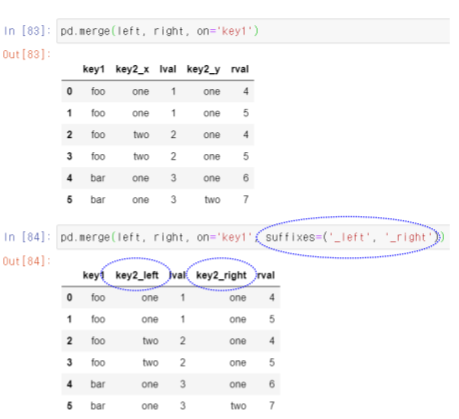 In [83]: pd.merge(left, right, on='key1')
Out[83]:
key1 key2_x lval key2_y rval
0 foo one 1 one 4
1 foo one 1 one 5
2 foo two 2 one 4
3 foo two 2 one 5
4 bar one 3 one 6
5 bar one 3 two 7
In [84]: pd.merge(left, right, on='key1', suffixes=('_left', '_right'))
Out[84]:
key1 key2_left lval key2_right rval
0 foo one 1 one 4
1 foo one 1 one 5
2 foo two 2 one 4
3 foo two 2 one 5
4 bar one 3 one 6
5 bar one 3 two 7